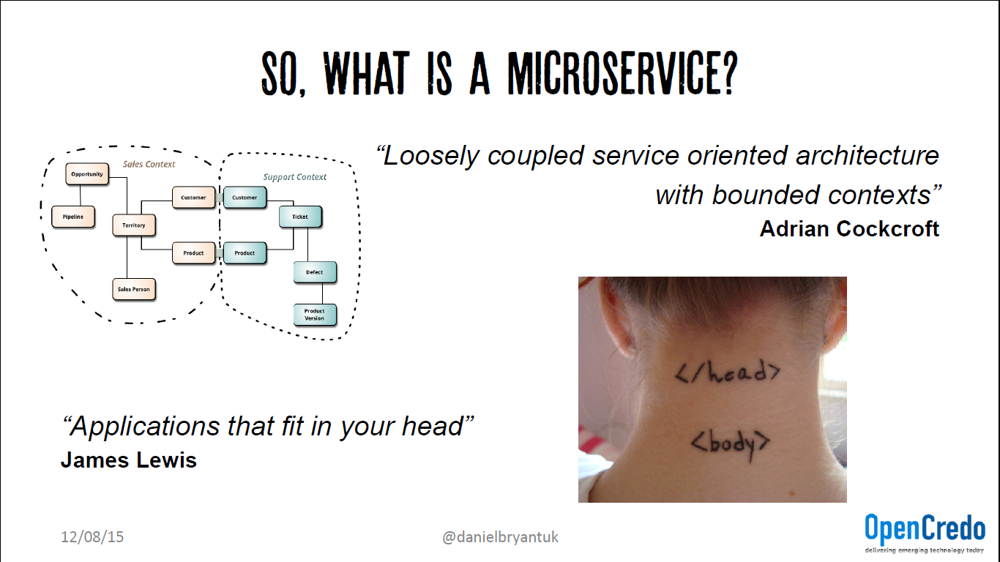 SO, WHAT IS A MICROSERVICE?
Sales Context
Opportunity
Pipeline
Territory
Customer
Product
Sales Person
Support Context
Customer
Ticket
Product
Defect
Product
Version
“Loosely coupled service oriented architecture
with bounded contexts”
Adrian Cockcroft
</head>
<body>
“Applications that fit in your head”
James Lewis
12/08/15
@danielbryantuk
OpenCredo
delivering emerging technology today